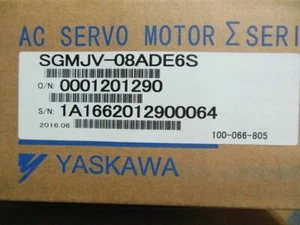 AC SERVO MOTOR Σ SERI
SGMJV-08ADE6S
O/N: 0001201290
S/N: 1A1662012900064
2016.06
100-066-805
YASKAWA